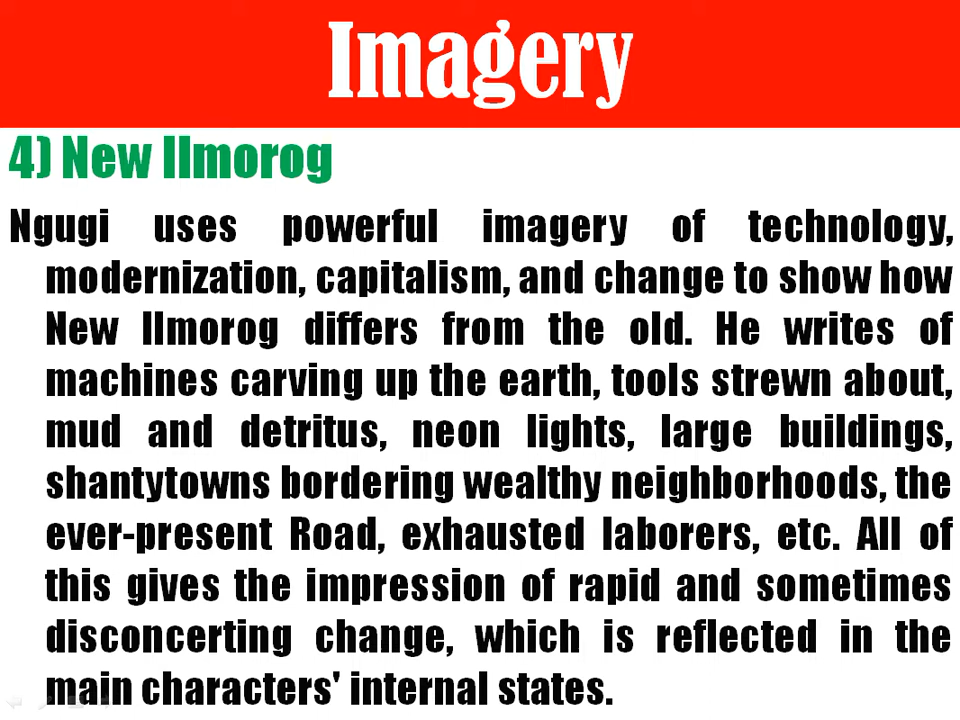 Imagery
4) New Ilmorog
Ngugi uses powerful imagery of technology,
modernization, capitalism, and change to show how
New Ilmorog differs from the old. He writes of
machines carving up the earth, tools strewn about,
mud and detritus, neon lights, large buildings,
shantytowns bordering wealthy neighborhoods, the
ever-present Road, exhausted laborers, etc. All of
this gives the impression of rapid and sometimes
disconcerting change, which is reflected in the
main characters' internal states.